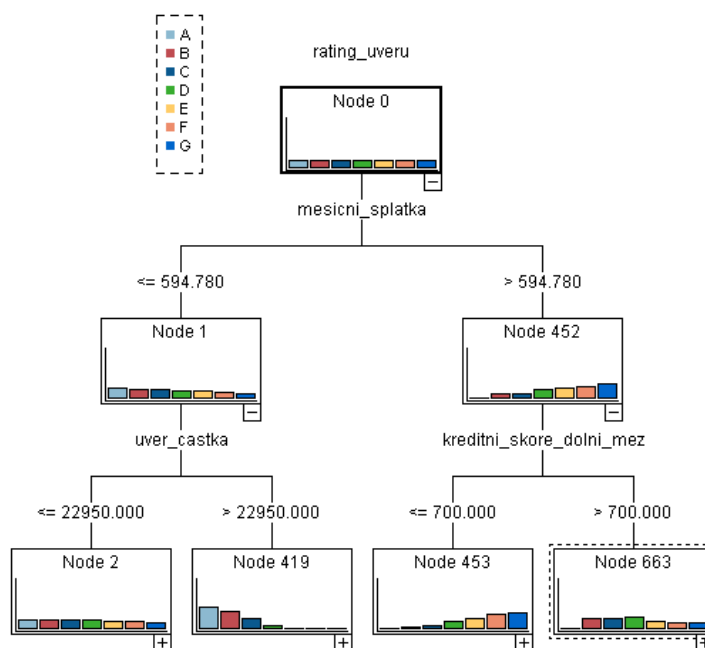 A
B
C
D
E
F
G
rating_uveru
Node 0
mesicni_splatka
<= 594.780
> 594.780
Node 1
Node 452
uver_castka
kreditni_skore_dolni_mez
<= 22950.000
> 22950.000
<= 700.000
> 700.000
Node 2
Node 419
Node 453
Node 663